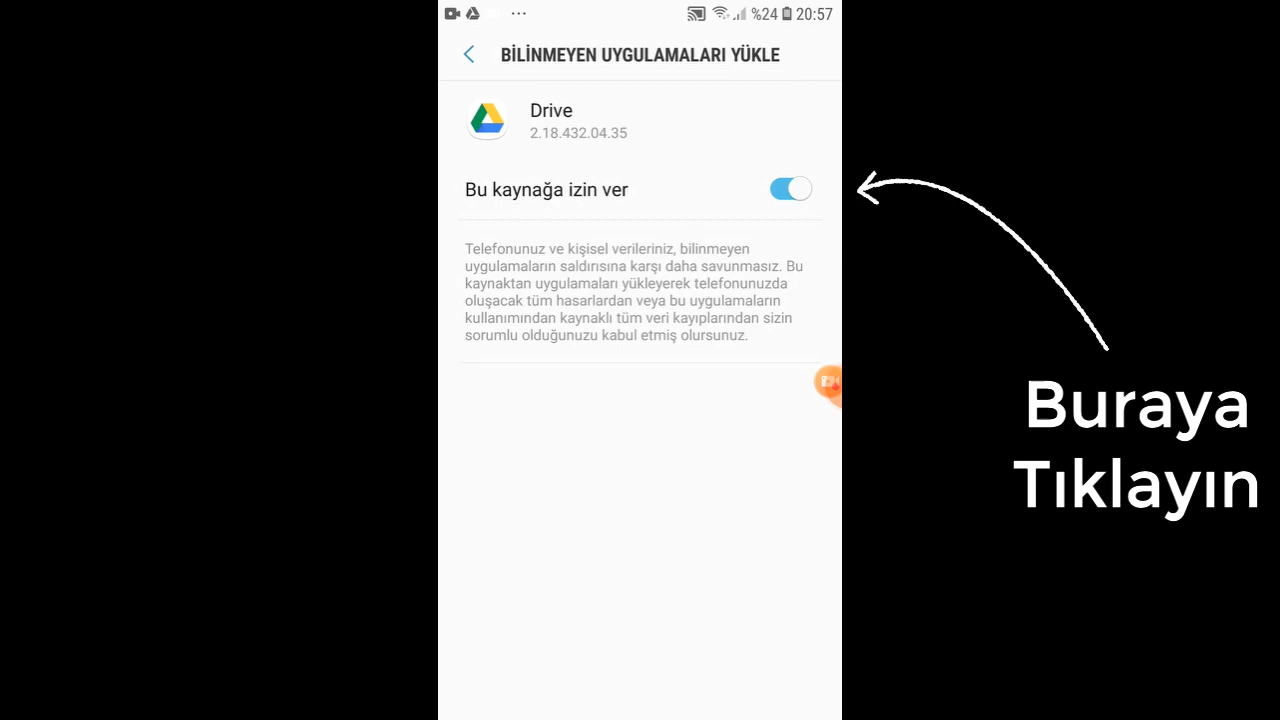 %24 20:57
BİLİNMEYEN UYGULAMALARI YÜKLE
Drive
2.18.432.04.35
Bu kaynağa izin ver
Telefonunuz ve kişisel verileriniz, bilinmeyen
uygulamaların saldırısına karşı daha savunmasız. Bu
kaynaktan uygulamaları yükleyerek telefonunuzda
oluşacak tüm hasarlardan veya bu uygulamaların
kullanımından kaynaklı tüm veri kayıplarından sizin
sorumlu olduğunuzu kabul etmiş olursunuz.
Buraya
Tıklayın